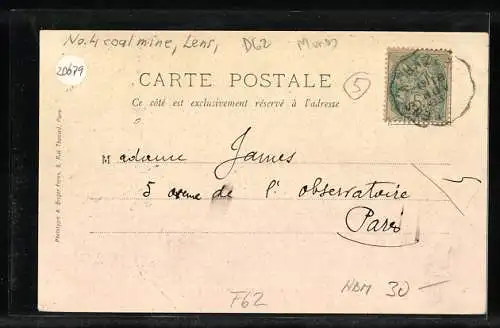 No. 4 coal mine, Lens, D62
20679
CARTE POSTALE
5
Ce côté est exclusivement réservé à l'adresse
Madame James
5 avenue de l'observatoire
Paris
F62
30—